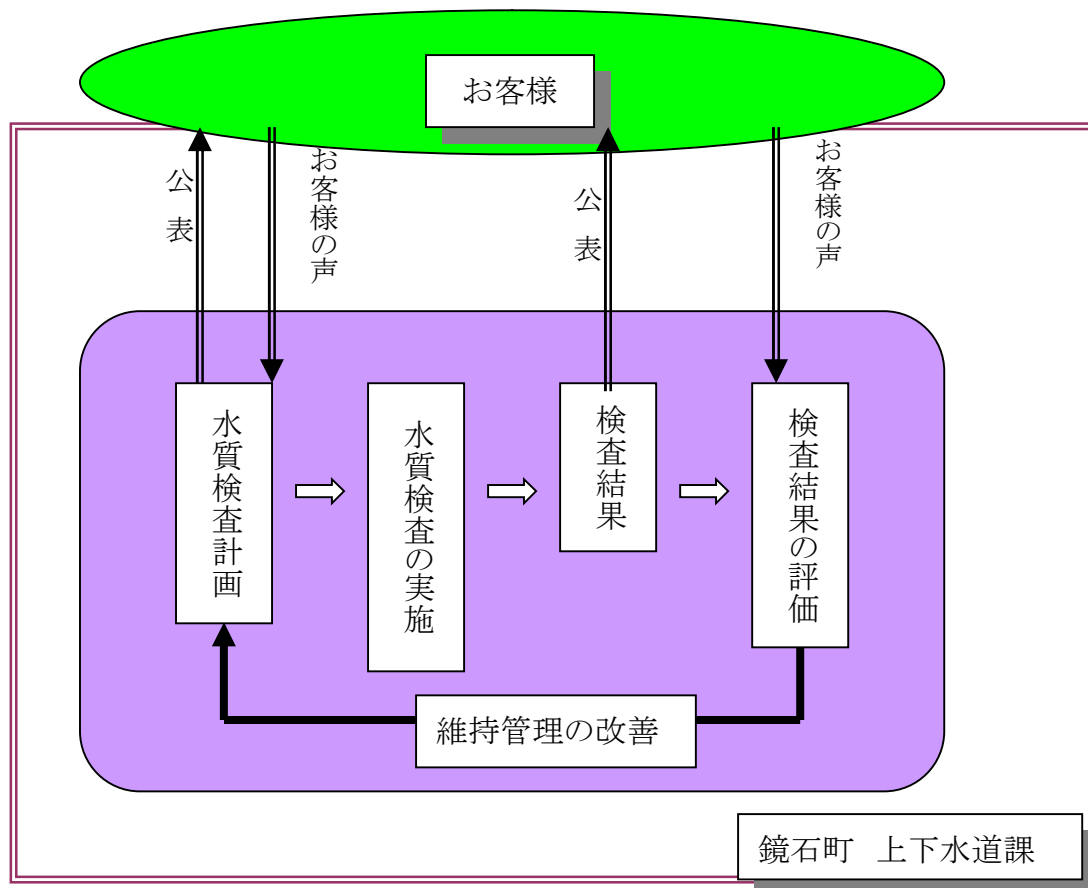 お客様
公表
お客様の声
公表
お客様の声
水質検査計画
水質検査の実施
検査結果
検査結果の評価
維持管理の改善
鏡石町 上下水道課